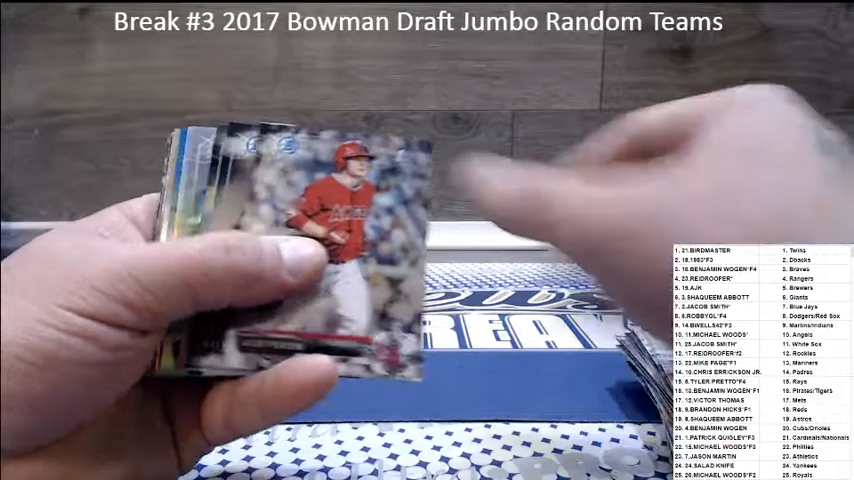 Break #3 2017 Bowman Draft Jumbo Random Teams
1. 21. BIRDMASTER 1. Twins
2. 18.1983*F3 2. Dbacks
3. 16.BENJAMIN WOGEN*F4 3. Braves
4. 23.REIDROOFER* 4. Rangers
5. 19.AJK 5. Brewers
6. 3.SHAQUEEM ABBOTT 6. Giants
7. 2.JACOB SMITH* 7. Blue Jays
8. 6.ROBBYOL*F4 8. Dodgers/Red Sox
9. 14.BWELLS42*F2 9. Marlins/Indians
10. 11.MICHAEL WOODS* 10. Angels
11. 25.JACOB SMITH* 11. White Sox
12. 17.REIDROOFER*f2 12. Rockies
13. 22.MIKE PAGE*F1 13. Mariners
14. 10.CHRIS ERRICKSON JR. 14. Padres
15. 5.TYLER PRETTO*F4 15. Rays
16. 13.BENJAMIN WOGEN*F1 16. Pirates/Tigers
17. 12.VICTOR THOMAS 17. Mets
18. 9.BRANDON HICKS*F1 18. Reds
19. 8.SHAQUEEM ABBOTT 19. Astros
20. 4.BENJAMIN WOGEN 20. Cubs/Orioles
21. 1.PATRICK QUIGLEY*F3 21. Cardinals/Nationals
22. 15.MICHAEL WOODS*F3 22. Phillies
23. 7.JASON MARTIN 23. Athletics
24. 24.SALAD KNIFE 24. Yankees
25. 20.MICHAEL WOODS*F2 25. Royals
BREAK